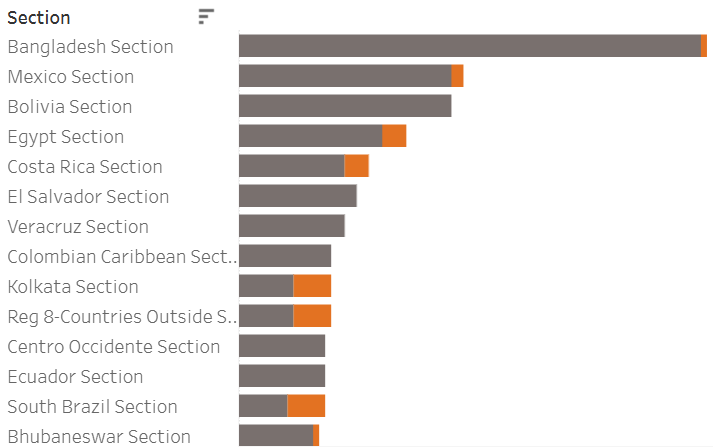 Section
Bangladesh Section
Mexico Section
Bolivia Section
Egypt Section
Costa Rica Section
El Salvador Section
Veracruz Section
Colombian Caribbean Sect..
Kolkata Section
Reg 8-Countries Outside S..
Centro Occidente Section
Ecuador Section
South Brazil Section
Bhubaneswar Section